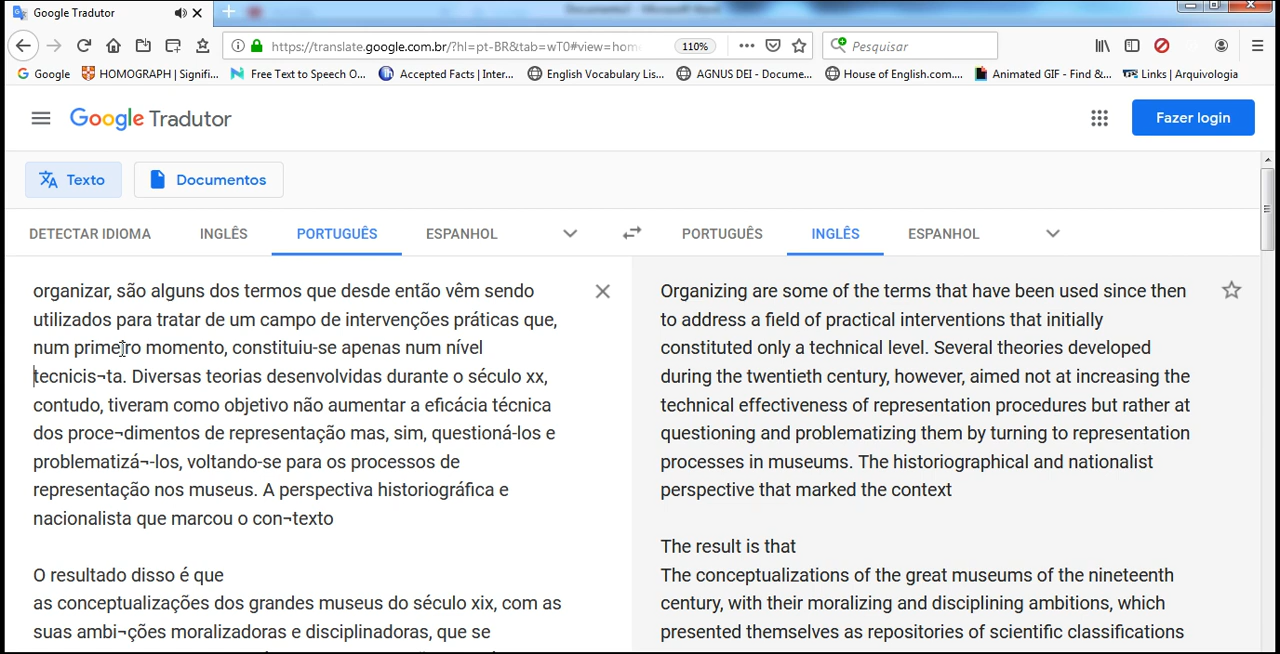 Google Tradutor
https://translate.google.com.br/?hl=pt-BR&tab=wT0#view=hom
110%
Pesquisar
Google
HOMOGRAPH | Signifi...
Free Text to Speech O...
Accepted Facts | Inter...
English Vocabulary Lis...
AGNUS DEI - Docume...
House of English.com....
Animated GIF - Find &...
Links | Arquivologia
Google Tradutor
Fazer login
Texto
Documentos
DETECTAR IDIOMA
INGLÊS
PORTUGUÊS
ESPANHOL
PORTUGUÊS
INGLÊS
ESPANHOL
organizar, são alguns dos termos que desde então vêm sendo
utilizados para tratar de um campo de intervenções práticas que,
num primeiro momento, constituiu-se apenas num nível
tecnicis¬ta. Diversas teorias desenvolvidas durante o século xx,
contudo, tiveram como objetivo não aumentar a eficácia técnica
dos proce¬dimentos de representação mas, sim, questioná-los e
problematizá¬-los, voltando-se para os processos de
representação nos museus. A perspectiva historiográfica e
nacionalista que marcou o con¬texto
O resultado disso é que
as conceptualizações dos grandes museus do século xix, com as
suas ambi¬ções moralizadoras e disciplinadoras, que se
Organizing are some of the terms that have been used since then
to address a field of practical interventions that initially
constituted only a technical level. Several theories developed
during the twentieth century, however, aimed not at increasing the
technical effectiveness of representation procedures but rather at
questioning and problematizing them by turning to representation
processes in museums. The historiographical and nationalist
perspective that marked the context
The result is that
The conceptualizations of the great museums of the nineteenth
century, with their moralizing and disciplining ambitions, which
presented themselves as repositories of scientific classifications